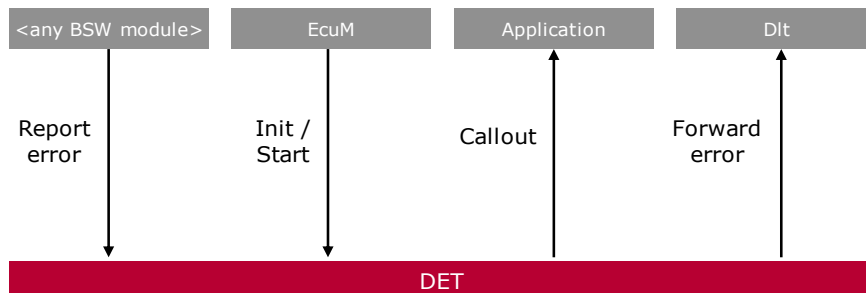 <any BSW module>
EcuM
Application
Dlt
Report
error
Init /
Start
Callout
Forward
error
DET